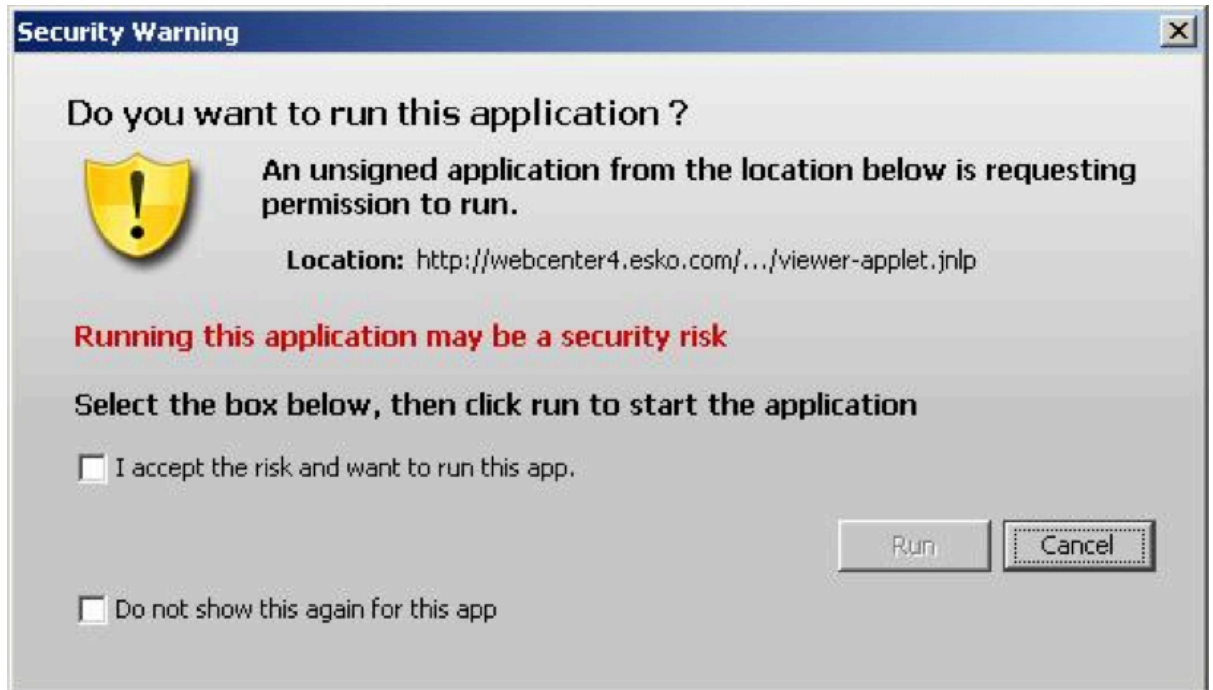 Security Warning
Do you want to run this application ?
An unsigned application from the location below is requesting
permission to run.
Location: http://webcenter4.esko.com/.../viewer-applet.jnlp
Running this application may be a security risk
Select the box below, then click run to start the application
I accept the risk and want to run this app.
Run
Cancel
Do not show this again for this app